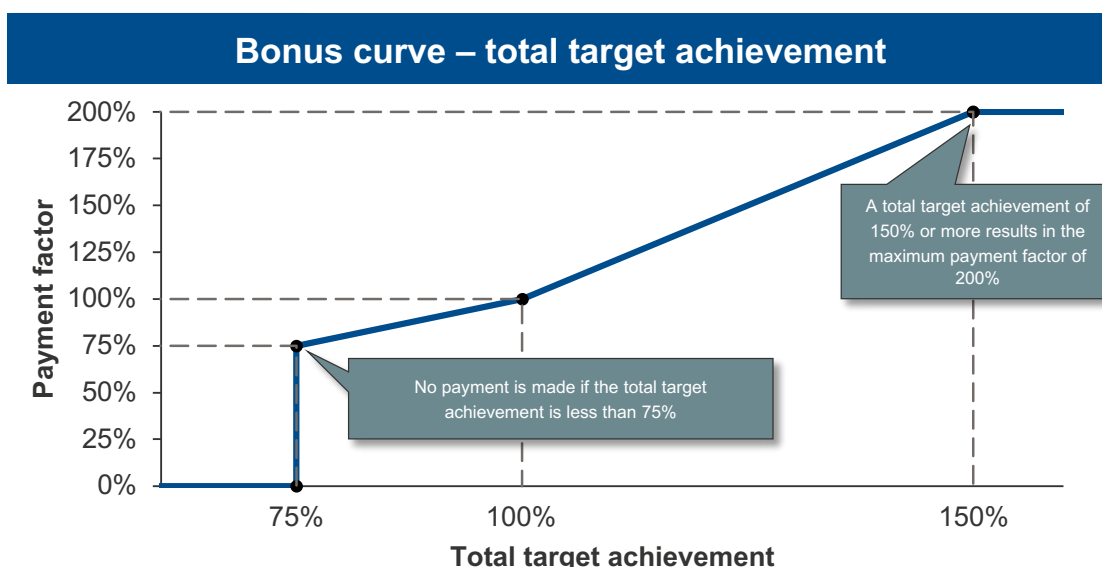 Bonus curve – total target achievement
Payment factor
200%
175%
150%
125%
100%
75%
50%
25%
0%
A total target achievement of
150% or more results in the
maximum payment factor of
200%
No payment is made if the total target
achievement is less than 75%
75%
100%
150%
Total target achievement